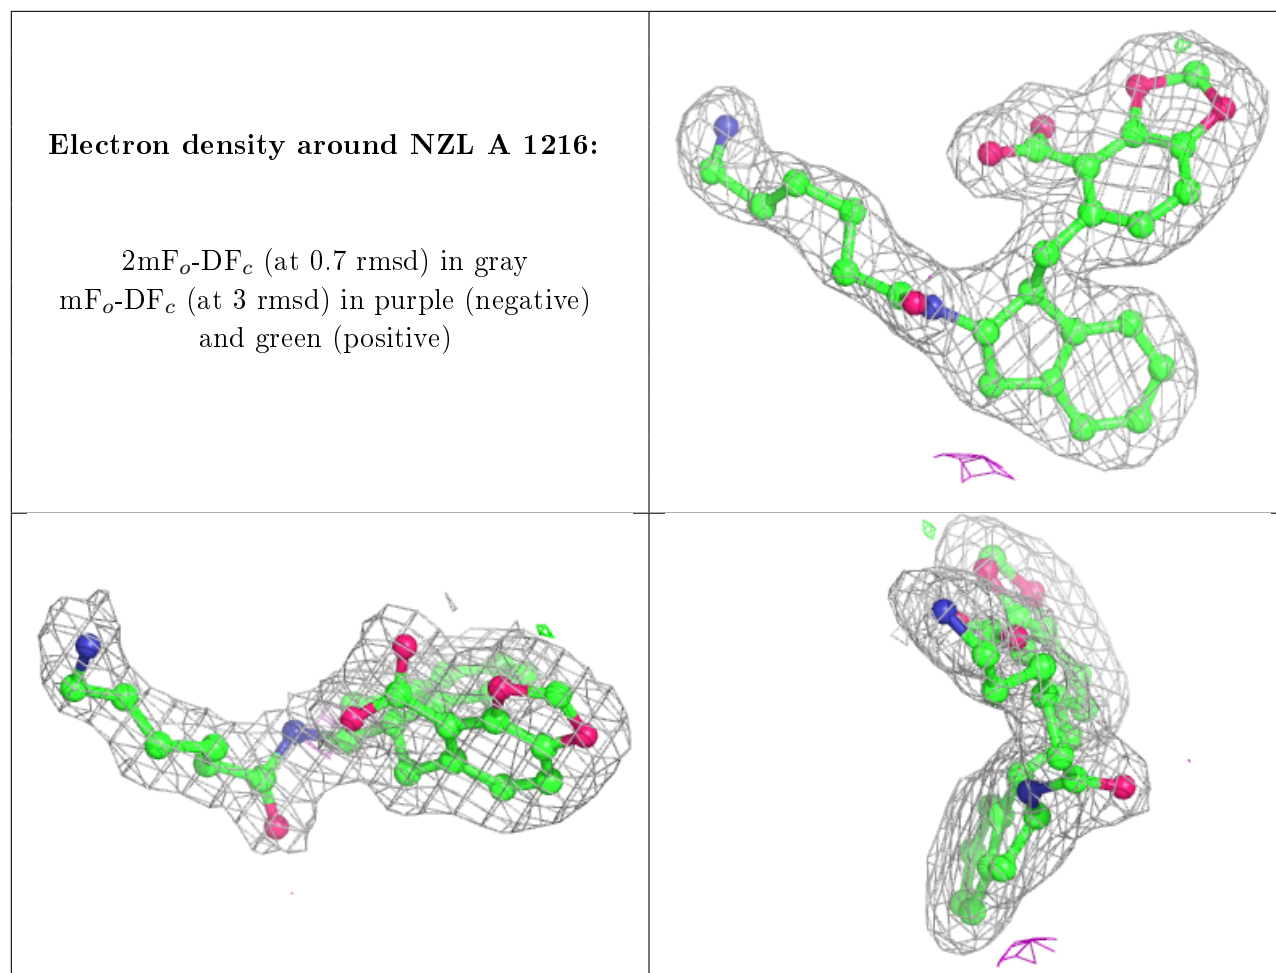 Electron density around NZL A 1216:
2mFo-DFc (at 0.7 rmsd) in gray
mFo-DFc (at 3 rmsd) in purple (negative)
and green (positive)